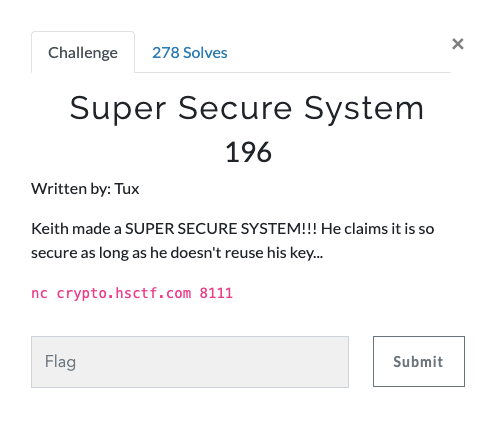 Challenge
278 Solves
×
Super Secure System
196
Written by: Tux
Keith made a SUPER SECURE SYSTEM!!! He claims it is so
secure as long as he doesn't reuse his key...
nc crypto.hsctf.com 8111
Flag
Submit